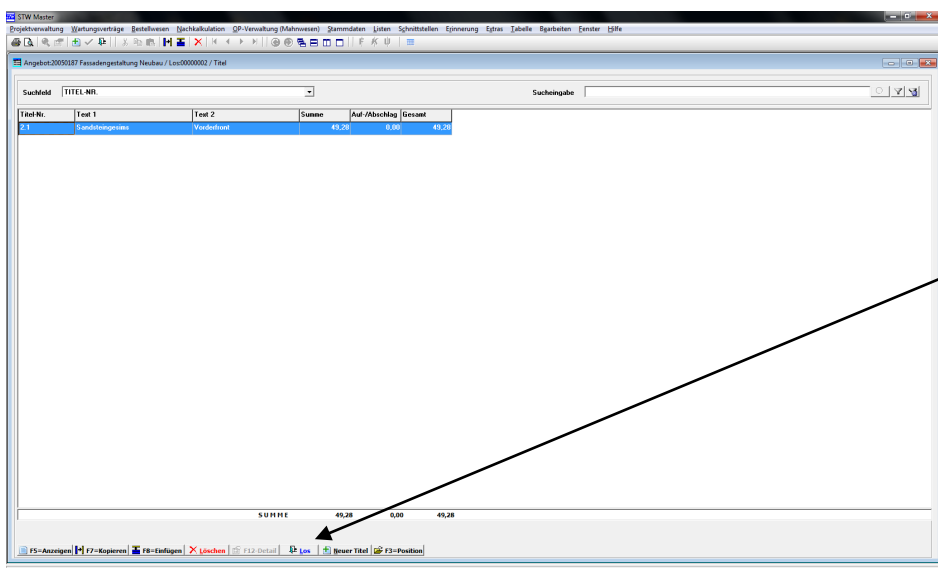 STW Master
Projektverwaltung Wartungsverträge Bestellwesen Nachkalkulation OP-Verwaltung (Mahnwesen) Stammdaten Listen Schnittstellen Erinnerung Extras Tabelle Bearbeiten Fenster Hilfe
F K U
Angebot:20050187 Fassadengestaltung Neubau / Los:00000002 / Titel
Suchfeld TITEL-NR. Sucheingabe
Titel-Nr. Text 1 Text 2 Summe Auf-/Abschlag Gesamt
2.1 Sandsteingesims Vorderfront 49,28 0,00 49,28
SUMME 49,28 0,00 49,28
F5=Anzeigen F7=Kopieren F8=Einfügen Löschen F12-Detail Los Neuer Titel F3=Position